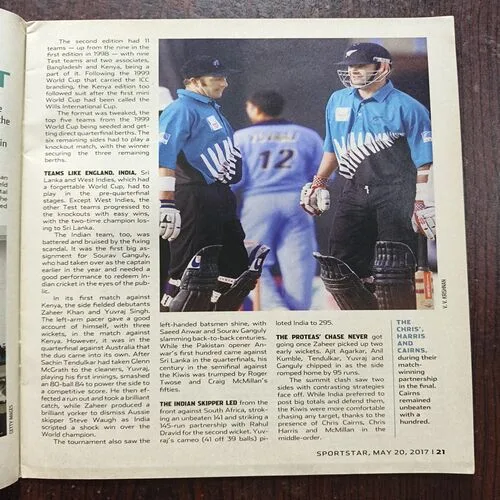 The second edition had 11
teams — up from the nine in the
first edition in 1998 — with nine
Test teams and two associates,
Bangladesh and Kenya, being a
part of it. Following the 1999
World Cup that carried the ICC
branding, the Kenya edition too
followed suit after the first mini
World Cup had been called the
Wills International Cup.
The format was tweaked, the
top five teams from the 1999
World Cup being seeded and get-
ting direct quarterfinal berths. The
six remaining sides had to play a
knockout match, with the winner
securing the three remaining
berths.
TEAMS LIKE ENGLAND, INDIA, Sri
Lanka and West Indies, which had
a forgettable World Cup, had to
play in the pre-quarterfinal
stages. Except West Indies, the
other Test teams progressed to
the knockouts with easy wins,
with the two-time champion los-
ing to Sri Lanka.
The Indian team, too, was
battered and bruised by the fixing
scandal. It was the first big as-
signment for Sourav Ganguly,
who had taken over as the captain
earlier in the year and needed a
good performance to redeem In-
dian cricket in the eyes of the pub-
lic.
In its first match against
Kenya, the side fielded debutants
Zaheer Khan and Yuvraj Singh.
The left-arm pacer gave a good
account of himself, with three
wickets, in the match against
Kenya. However, it was in the
quarterfinal against Australia that
the duo came into its own. After
Sachin Tendulkar had taken Glenn
McGrath to the cleaners, Yuvraj,
playing his first innings, smashed
an 80-ball 84 to power the side to
a competitive score. He then ef-
fected a run out and took a brilliant
catch, while Zaheer produced a
brilliant yorker to dismiss Aussie
skipper Steve Waugh as India
scripted a shock win over the
World champion.
The tournament also saw the
left-handed batsmen shine, with
Saeed Anwar and Sourav Ganguly
slamming back-to-back centuries.
While the Pakistan opener An-
war's first hundred came against
Sri Lanka in the quarterfinals, his
century in the semifinal against
the Kiwis was trumped by Roger
Twose and Craig McMillan's
fifties.
THE INDIAN SKIPPER LED from the
front against South Africa, strok-
ing an unbeaten 141 and striking a
145-run partnership with Rahul
Dravid for the second wicket. Yuv-
raj's cameo (41 off 39 balls) pi-
loted India to 295.
THE PROTEAS' CHASE NEVER got
going once Zaheer picked up two
early wickets. Ajit Agarkar, Anil
Kumble, Tendulkar, Yuvraj and
Ganguly chipped in as the side
romped home by 95 runs.
The summit clash saw two
sides with contrasting strategies
face off. While India preferred to
post big totals and defend them,
the Kiwis were more comfortable
chasing any target, thanks to the
presence of Chris Cairns, Chris
Harris and McMillan in the
middle-order.
THE
CHRIS',
HARRIS
AND
CAIRNS,
during their
match-
winning
partnership
in the final.
Cairns
remained
unbeaten
with a
hundred.
V. V. KRISHNAN
12
GETTY IMAGES
SPORTSTAR, MAY 20, 2017 | 21